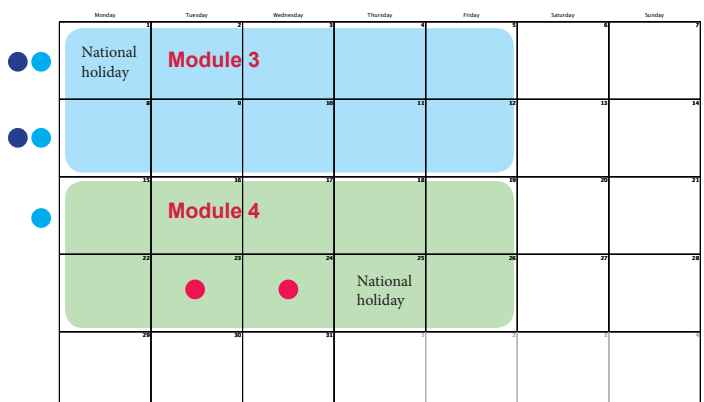 Monday Tuesday Wednesday Thursday Friday Saturday Sunday
1 2 3 4 5 6 7
National
holiday
Module 3
8 9 10 11 12 13 14
15 16 17 18 19 20 21
Module 4
22 23 24 25 26 27 28
National
holiday
29 30 31 1 2 3 4